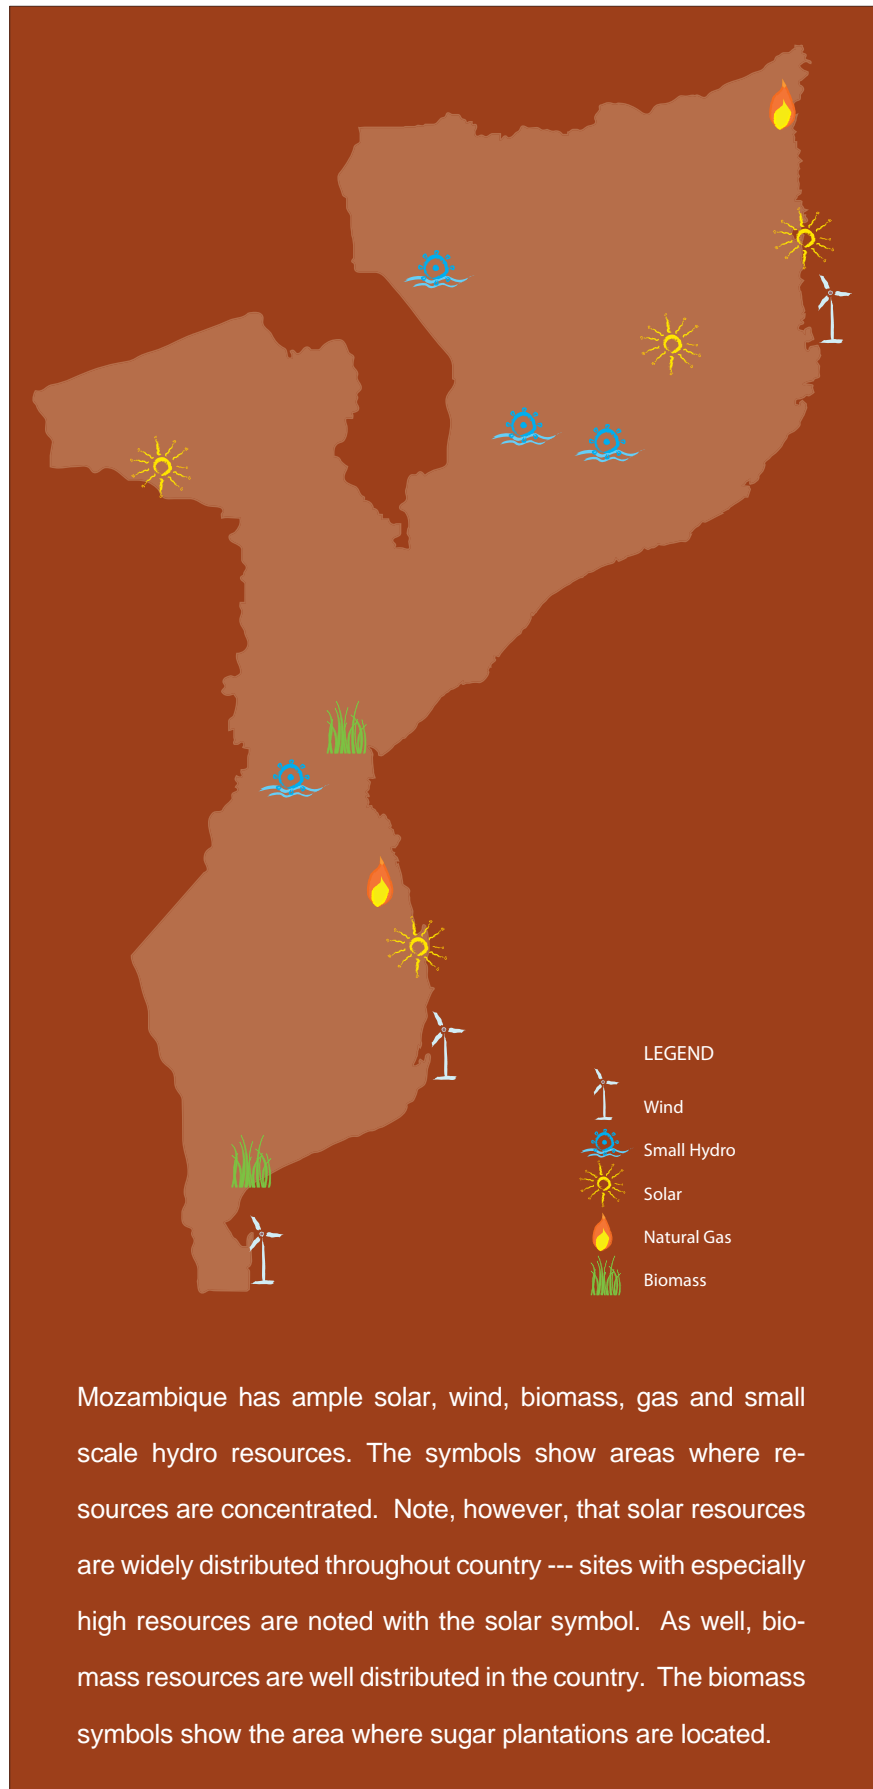 LEGEND
Wind
Small Hydro
Solar
Natural Gas
Biomass
Mozambique has ample solar, wind, biomass, gas and small
scale hydro resources. The symbols show areas where re-
sources are concentrated.  Note, however, that solar resources
are widely distributed throughout country --- sites with especially
high resources are noted with the solar symbol.  As well, bio-
mass resources are well distributed in the country.  The biomass
symbols show the area where sugar plantations are located.